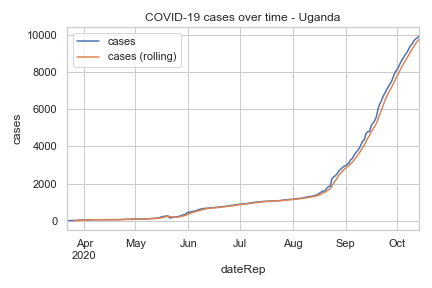 COVID-19 cases over time - Uganda
cases
cases (rolling)
10000
8000
6000
4000
2000
0
cases
Apr
2020
May
Jun
Jul
Aug
Sep
Oct
dateRep